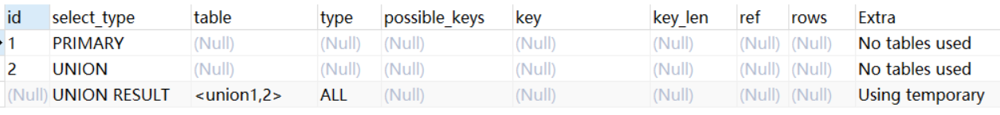 id select_type table type possible_keys key key_len ref rows Extra
1 PRIMARY (Null) (Null) (Null) (Null) (Null) (Null) (Null) No tables used
2 UNION (Null) (Null) (Null) (Null) (Null) (Null) (Null) No tables used
(Null) UNION RESULT <union1,2> ALL (Null) (Null) (Null) (Null) (Null) Using temporary